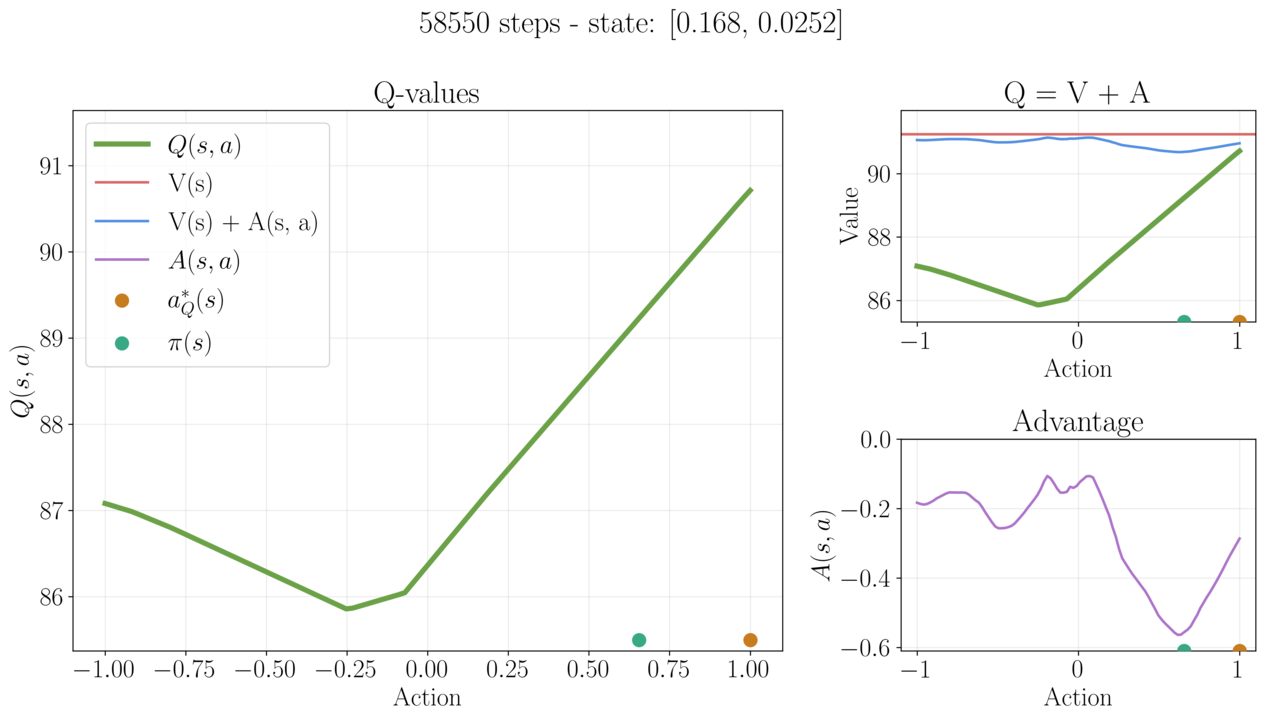 58550 steps - state: [0.168, 0.0252]
Q-values
Q(s, a)
V(s)
V(s) + A(s, a)
A(s, a)
a*_Q(s)
π(s)
91
90
89
88
87
86
Q(s, a)
−1.00
−0.75
−0.50
−0.25
0.00
0.25
0.50
0.75
1.00
Action
Q = V + A
90
88
86
Value
−1
0
1
Action
Advantage
0.0
−0.2
−0.4
−0.6
A(s, a)
−1
0
1
Action